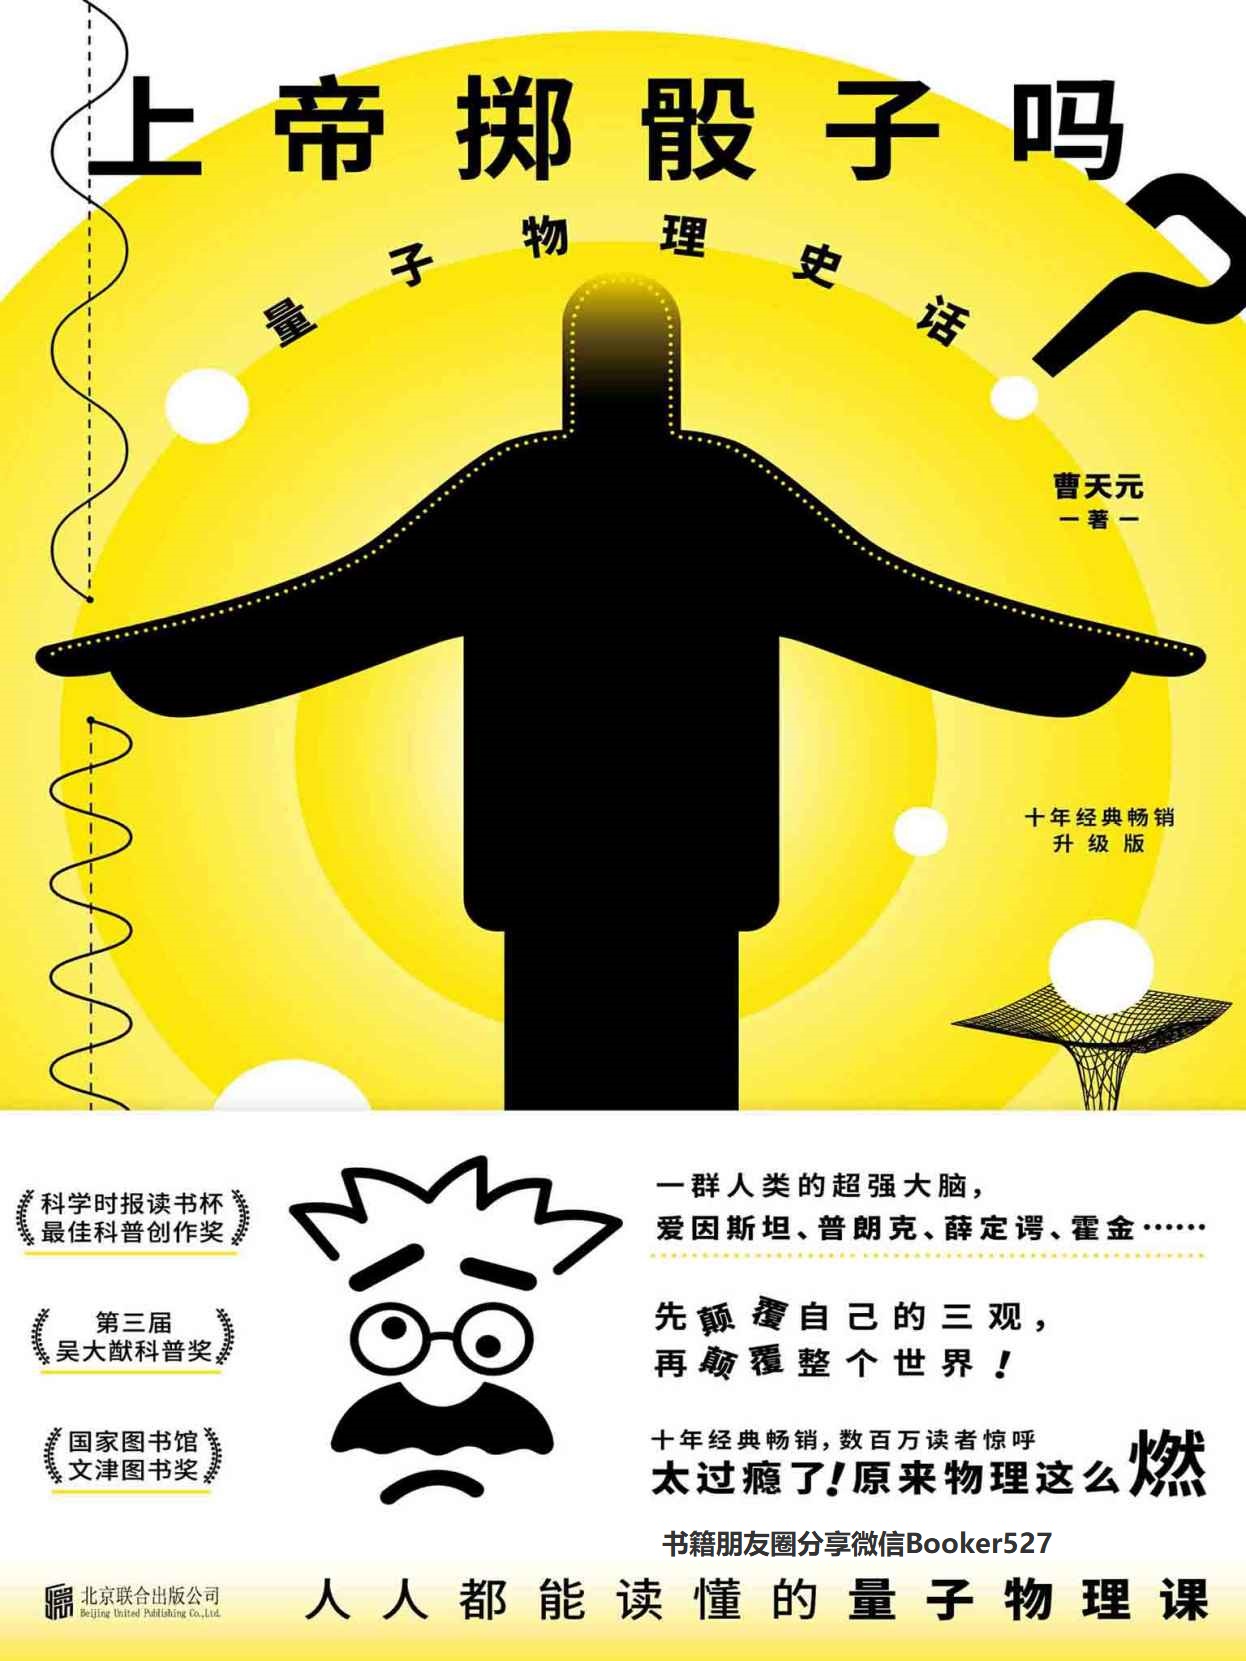 上帝掷骰子吗?
量子物理史话
曹天元
—著—
十年经典畅销
升级版
科学时报读书杯
最佳科普创作奖
第三届
吴大猷科普奖
国家图书馆
文津图书奖
一群人类的超强大脑,
爱因斯坦、普朗克、薛定谔、霍金……
先颠覆自己的三观,
再颠覆整个世界!
十年经典畅销,数百万读者惊呼
太过瘾了!原来物理这么燃
书籍朋友圈分享微信Booker527
北京联合出版公司
Beijing United Publishing Co.,Ltd.
人人都能读懂的量子物理课